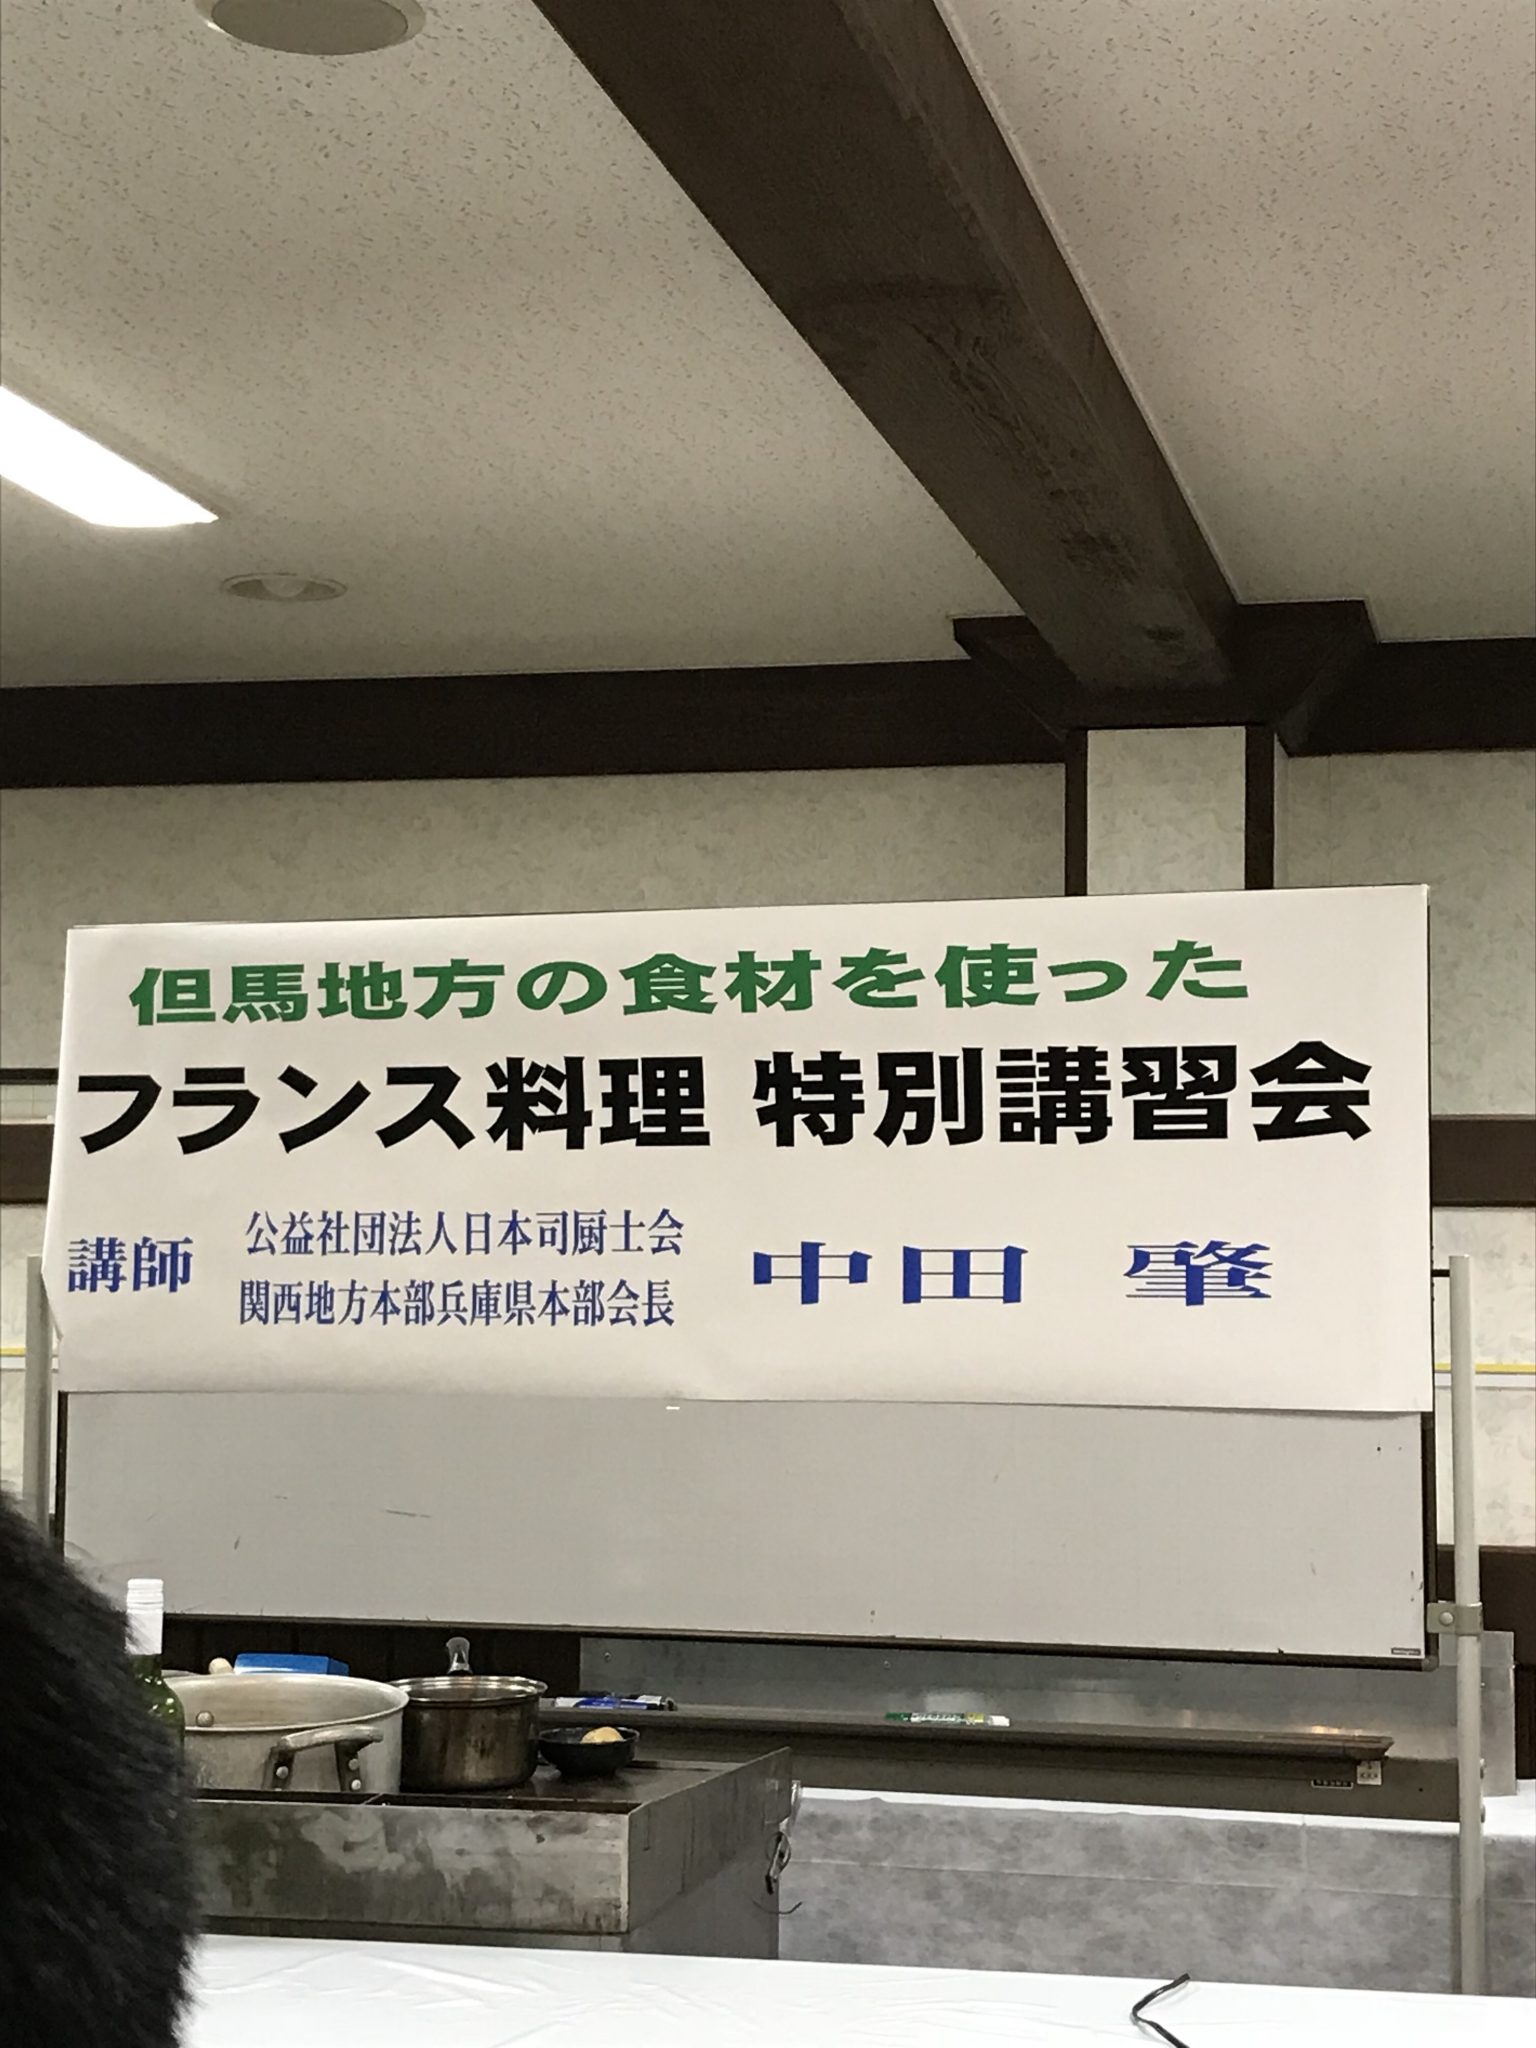 但馬地方の食材を使った
フランス料理 特別講習会
講師 公益社団法人日本司厨士会
関西地方本部兵庫県本部会長
中田 肇